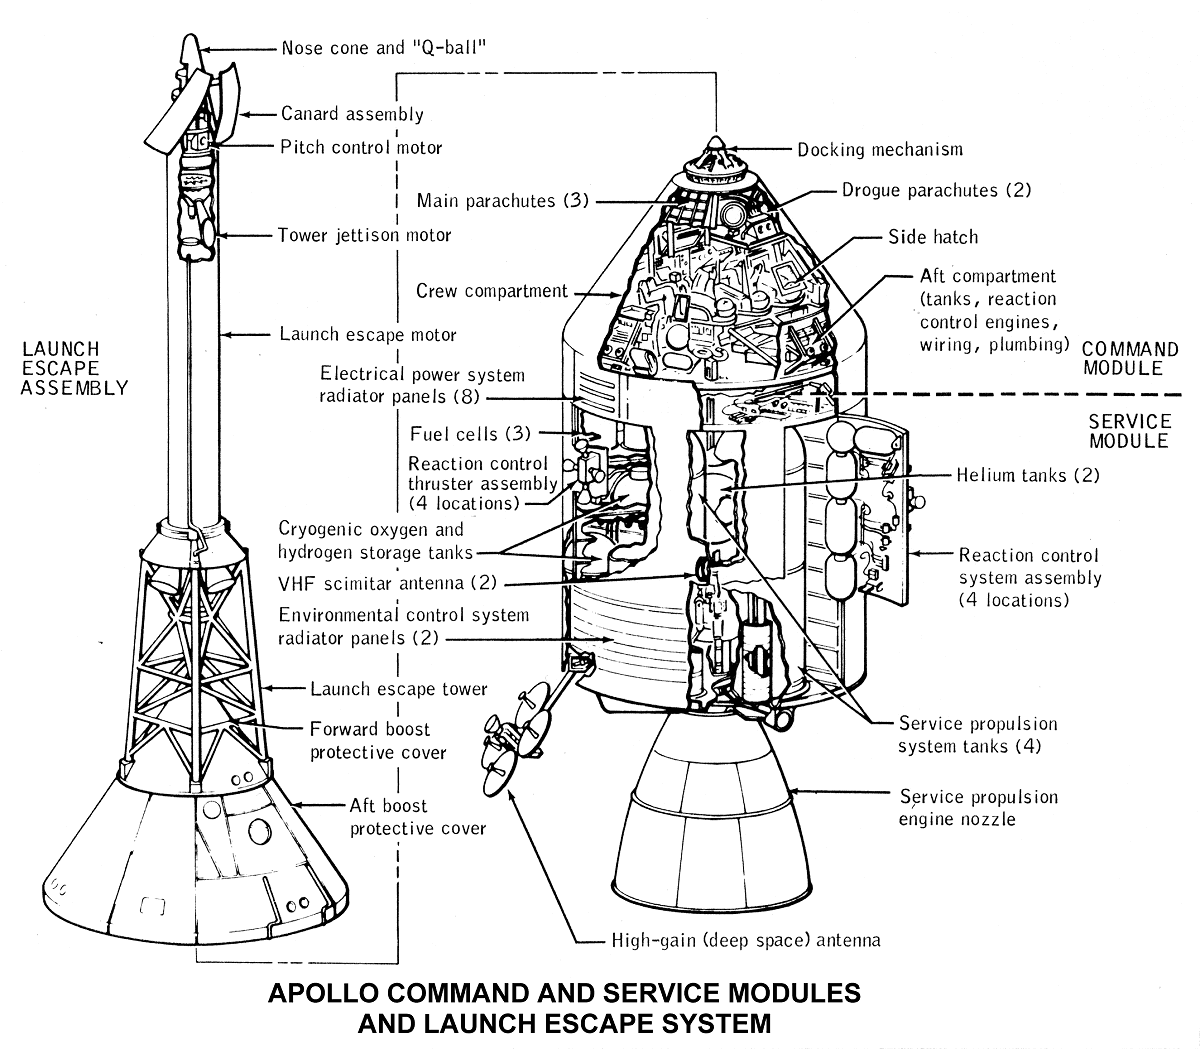 Nose cone and "Q-ball"
Canard assembly
Pitch control motor
Tower jettison motor
Launch escape motor
LAUNCH
ESCAPE
ASSEMBLY
Launch escape tower
Forward boost
protective cover
Aft boost
protective cover
Docking mechanism
Main parachutes (3)
Drogue parachutes (2)
Side hatch
Crew compartment
Aft compartment
(tanks, reaction
control engines,
wiring, plumbing)
COMMAND
MODULE
SERVICE
MODULE
Electrical power system
radiator panels (8)
Fuel cells (3)
Reaction control
thruster assembly
(4 locations)
Cryogenic oxygen and
hydrogen storage tanks
VHF scimitar antenna (2)
Environmental control system
radiator panels (2)
Helium tanks (2)
Reaction control
system assembly
(4 locations)
Service propulsion
system tanks (4)
Service propulsion
engine nozzle
High-gain (deep space) antenna
APOLLO COMMAND AND SERVICE MODULES
AND LAUNCH ESCAPE SYSTEM